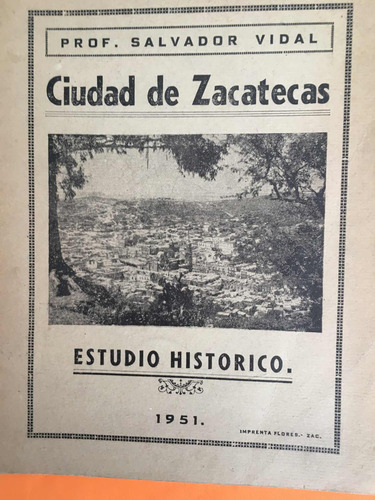 PROF. SALVADOR VIDAL
Ciudad de Zacatecas
ESTUDIO HISTORICO.
1951.
IMPRENTA FLORES.- ZAC.